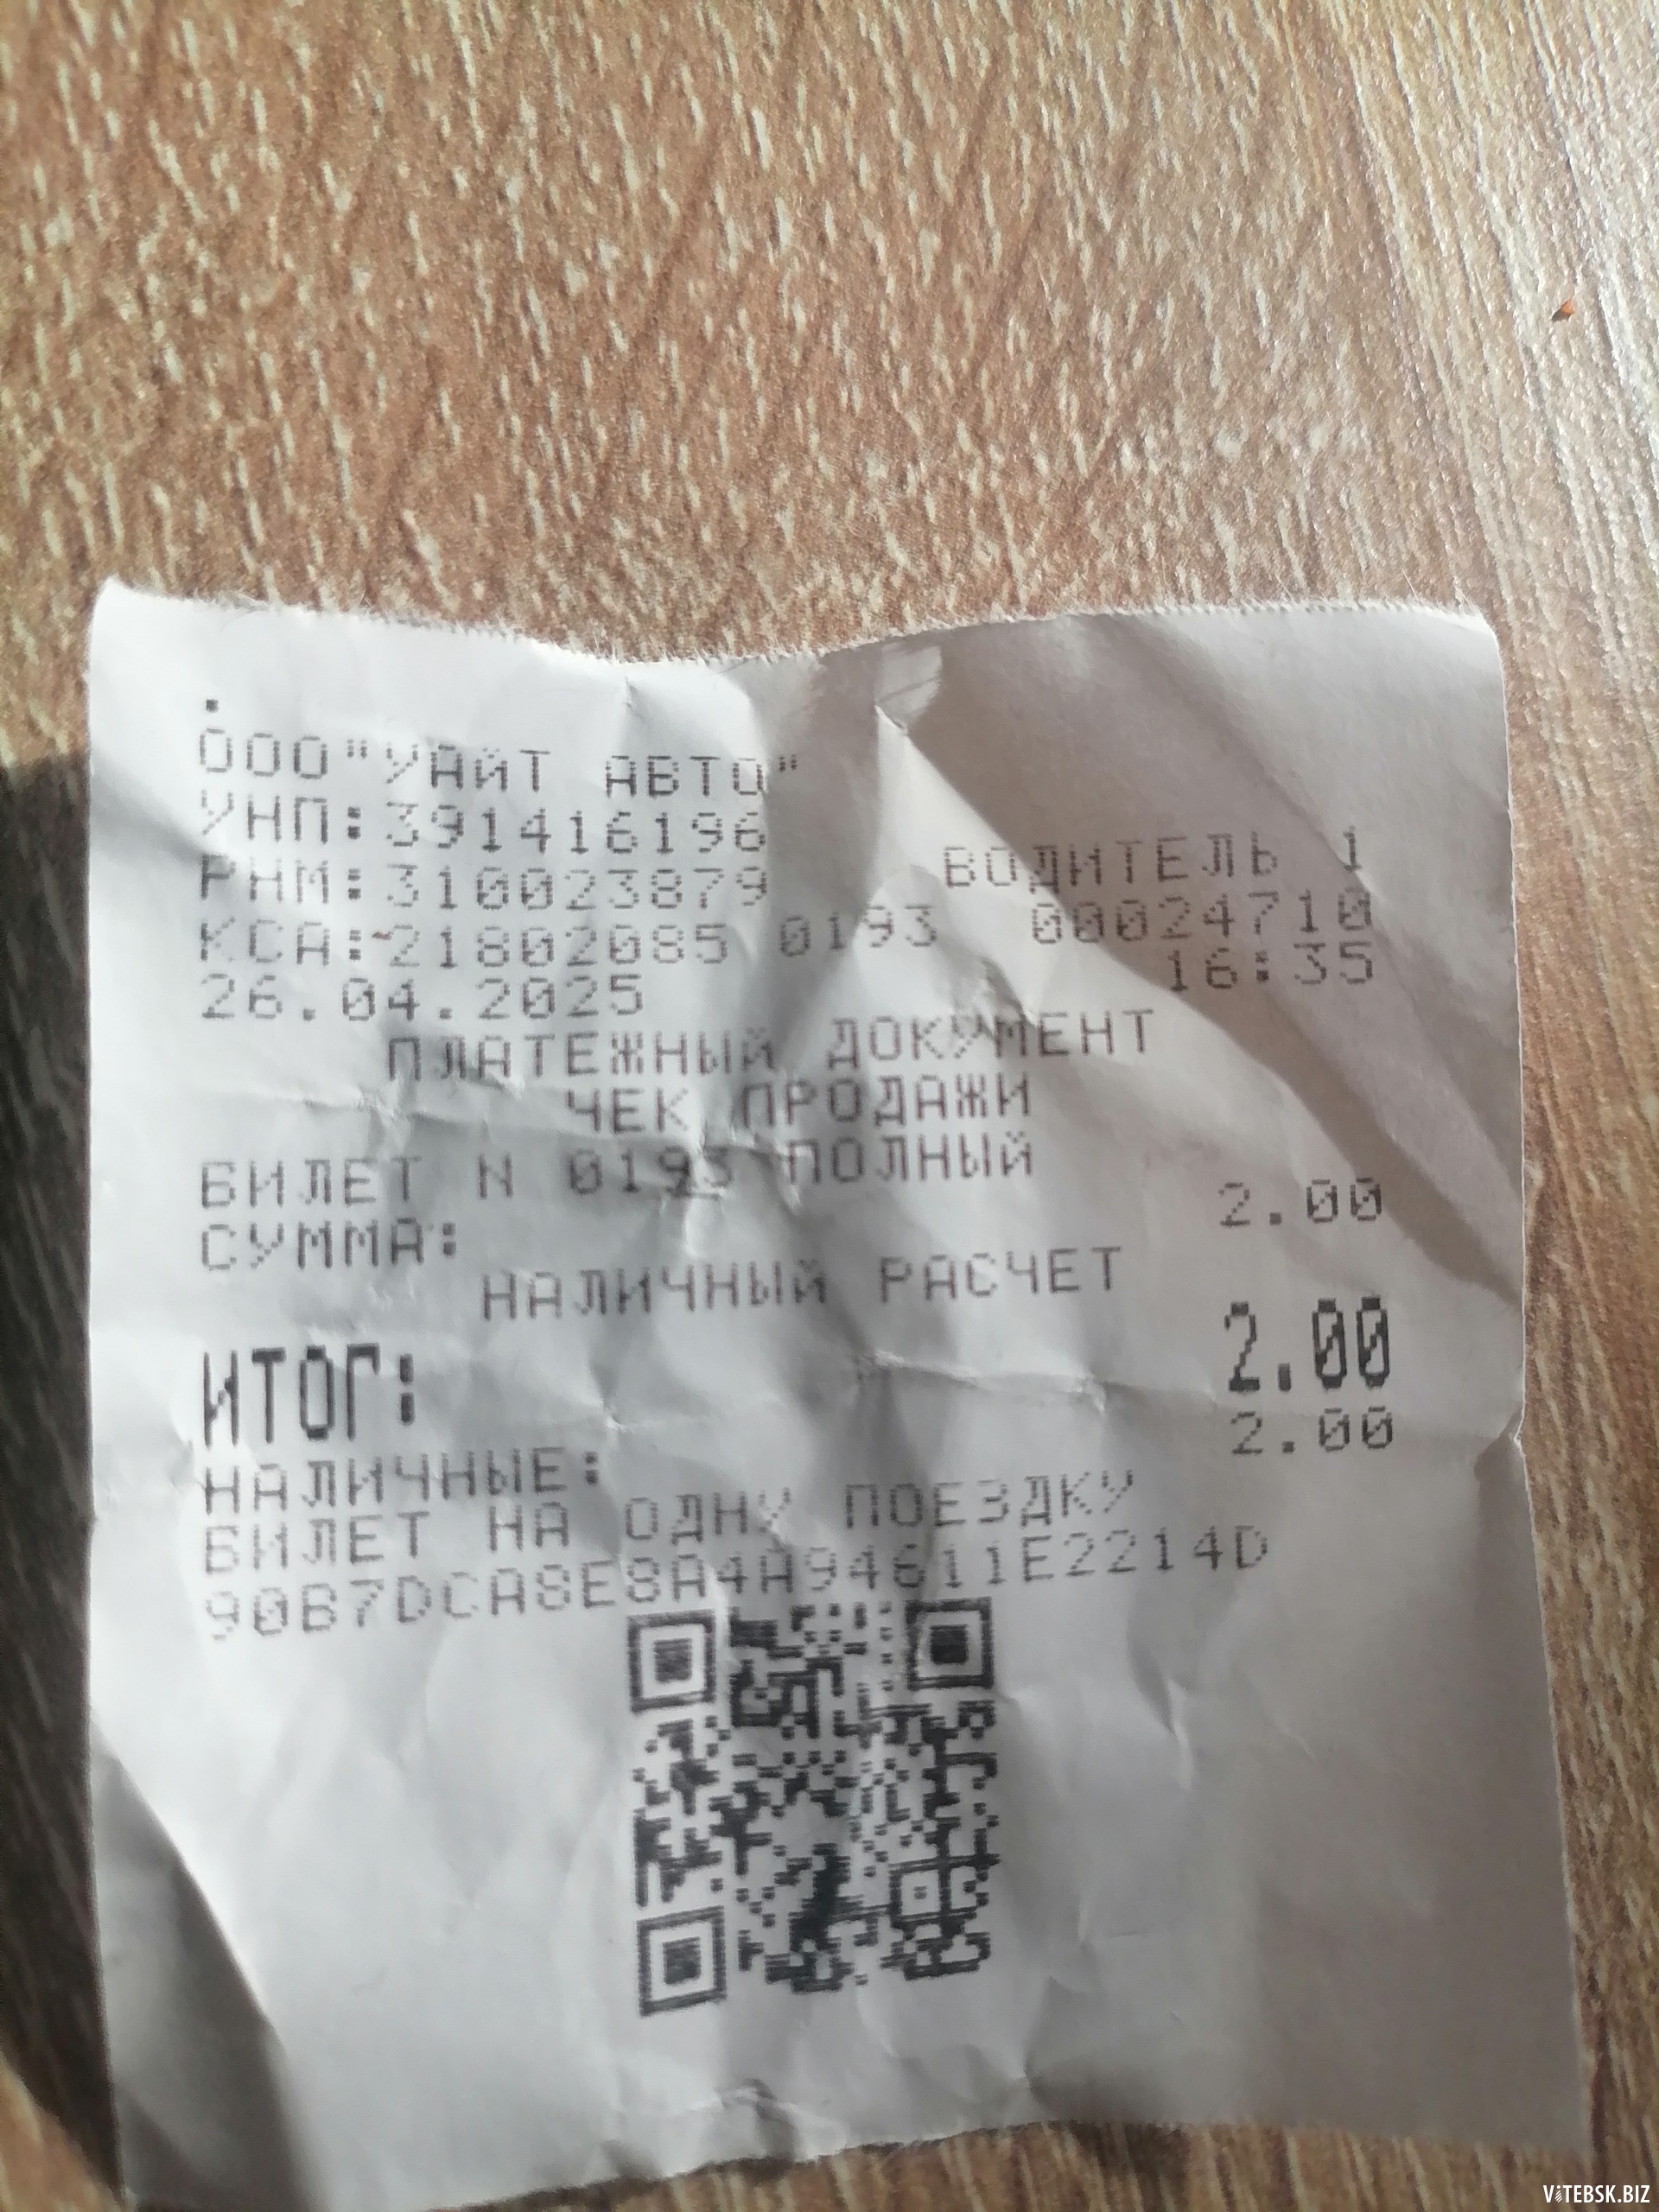 .
ООО"УАЙТ АВТО"
УНП:391416196
РНМ:310023879 ВОДИТЕЛЬ 1
КСА:21802085 0193 00024710
26.04.2025 16:35
ПЛАТЕЖНЫЙ ДОКУМЕНТ
ЧЕК ПРОДАЖИ
БИЛЕТ N 0193 ПОЛНЫЙ
СУММА: 2.00
НАЛИЧНЫЙ РАСЧЕТ
ИТОГ: 2.00
НАЛИЧНЫЕ: 2.00
БИЛЕТ НА ОДНУ ПОЕЗДКУ
90B7DCA8E8A4A94611E2214D
ViTEBSK.BIZ